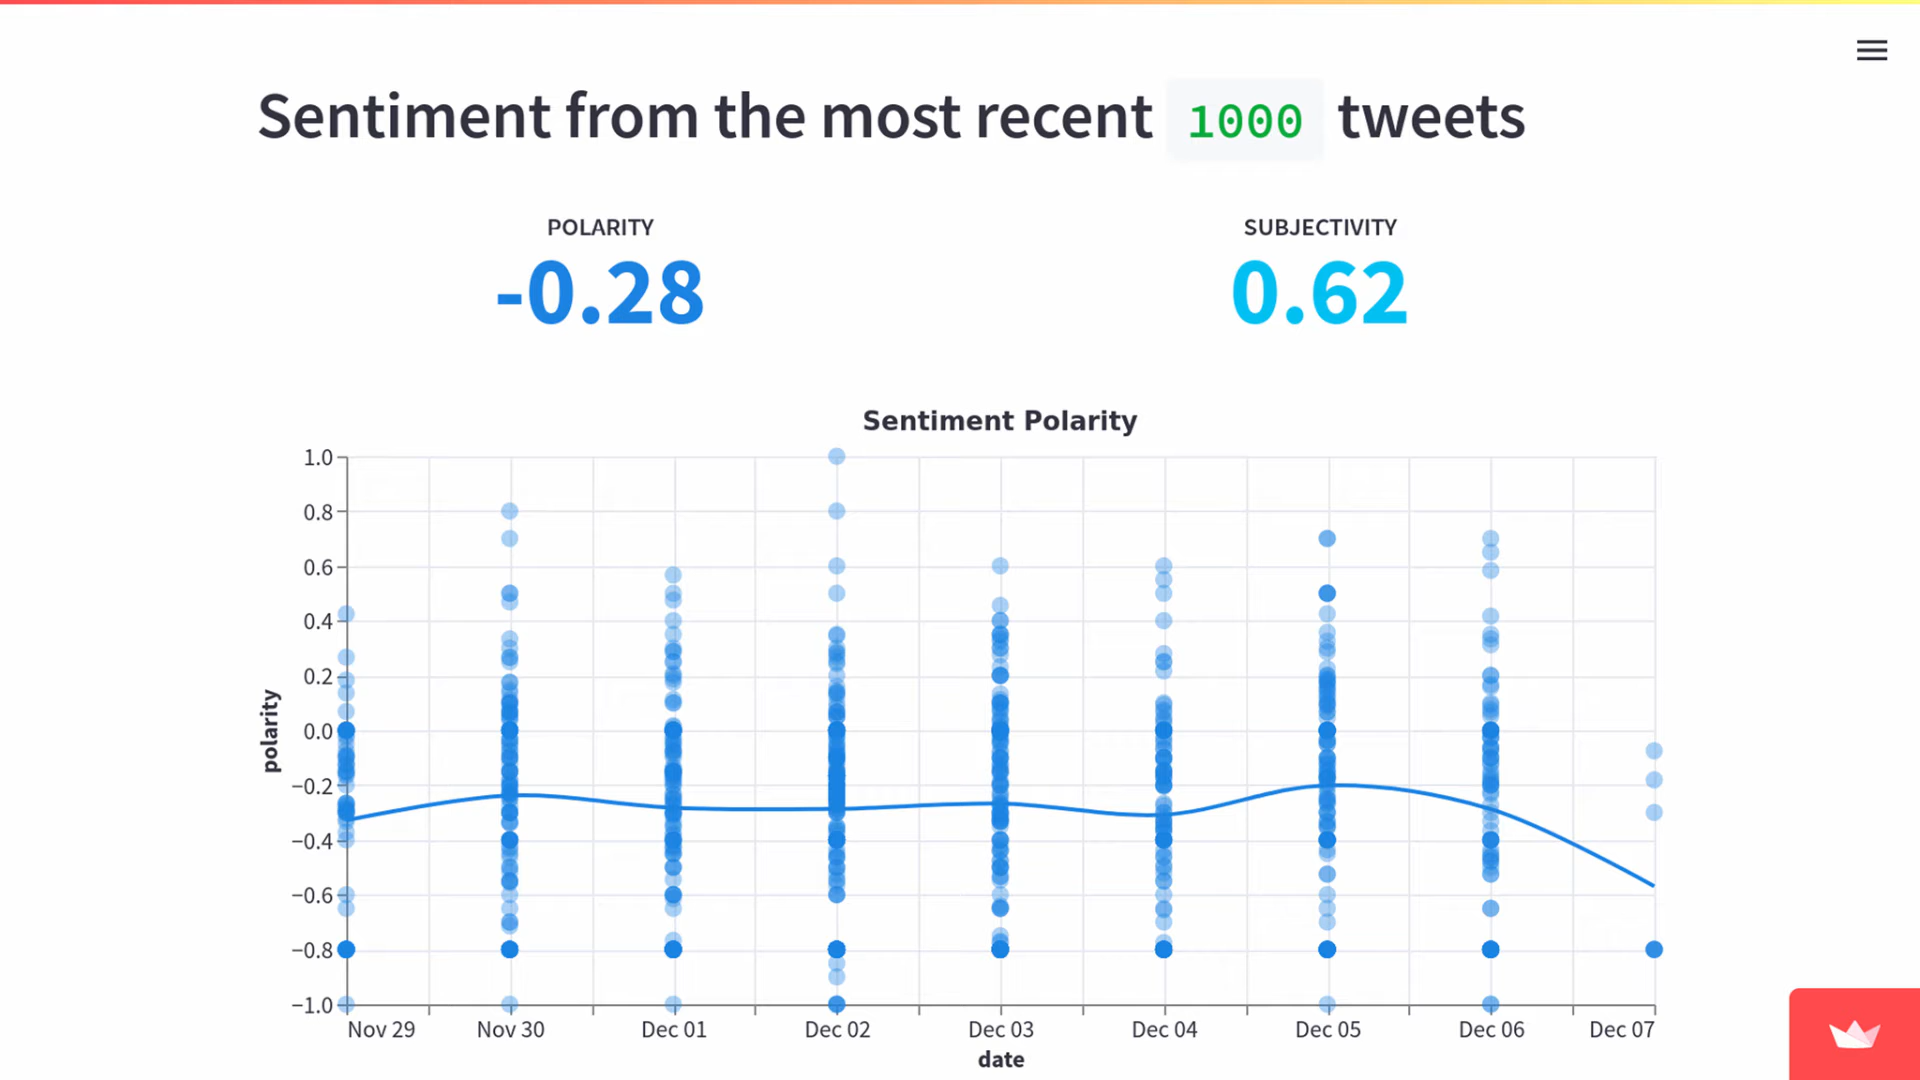 Sentiment from the most recent 1000 tweets
POLARITY
-0.28
SUBJECTIVITY
0.62
Sentiment Polarity
1.0
0.8
0.6
0.4
0.2
0.0
−0.2
−0.4
−0.6
−0.8
−1.0
polarity
Nov 29 Nov 30 Dec 01 Dec 02 Dec 03 Dec 04 Dec 05 Dec 06 Dec 07
date